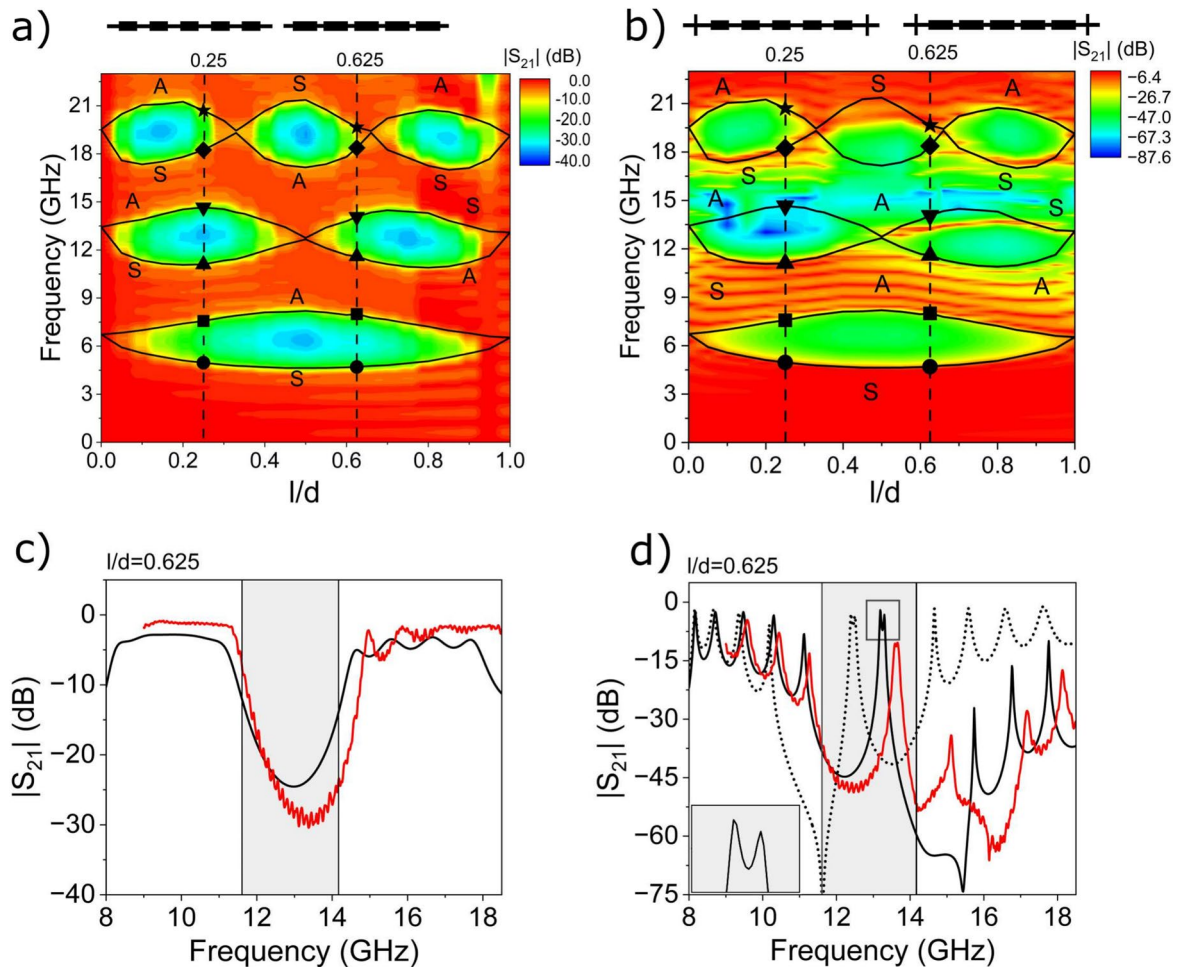 a)
0.25
0.625
|S21| (dB)
0.0
-10.0
-20.0
-30.0
-40.0
A
S
A
S
A
S
A
S
S
A
A
S
21
18
15
12
9
6
3
0
Frequency (GHz)
0.0
0.2
0.4
0.6
0.8
1.0
l/d
b)
0.25
0.625
|S21| (dB)
−6.4
−26.7
−47.0
−67.3
−87.6
A
S
A
S
S
A
A
S
S
A
A
S
21
18
15
12
9
6
3
0
Frequency (GHz)
0.0
0.2
0.4
0.6
0.8
1.0
l/d
c)
l/d=0.625
0
−10
−20
−30
−40
|S21| (dB)
8 10 12 14 16 18
Frequency (GHz)
d)
l/d=0.625
0
−15
−30
−45
−60
−75
|S21| (dB)
8 10 12 14 16 18
Frequency (GHz)